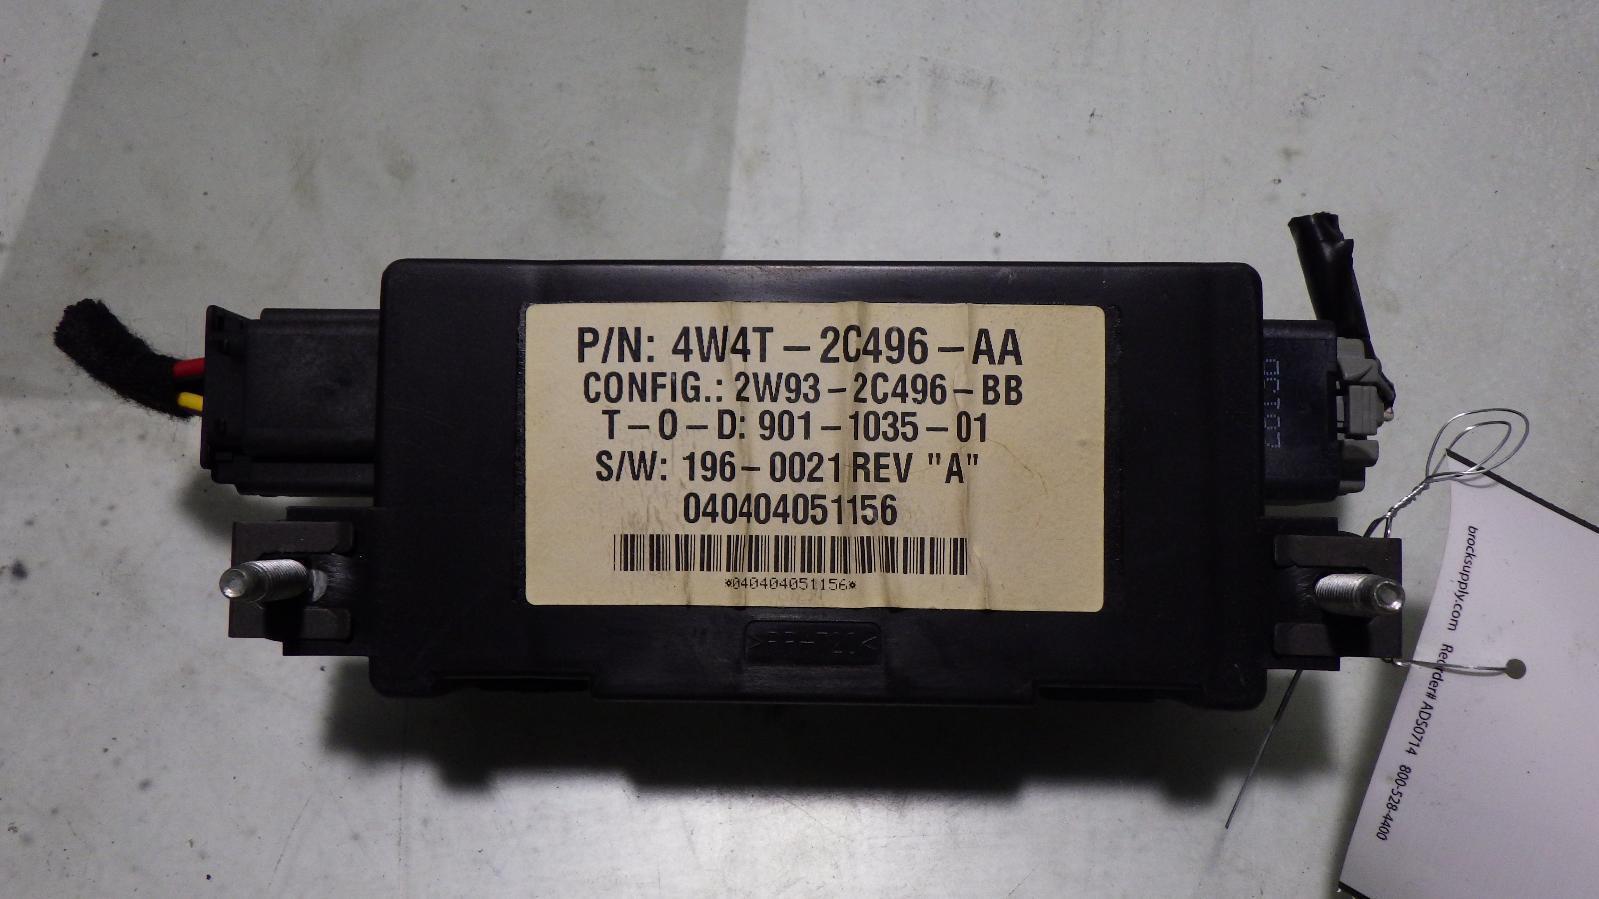 P/N: 4W4T-2C496-AA
CONFIG.: 2W93-2C496-BB
T-O-D: 901-1035-01
S/W: 196-0021 REV "A"
040404051156
*040404051156*
brocksupply.com Reorder# ADS0714 800-528-4400